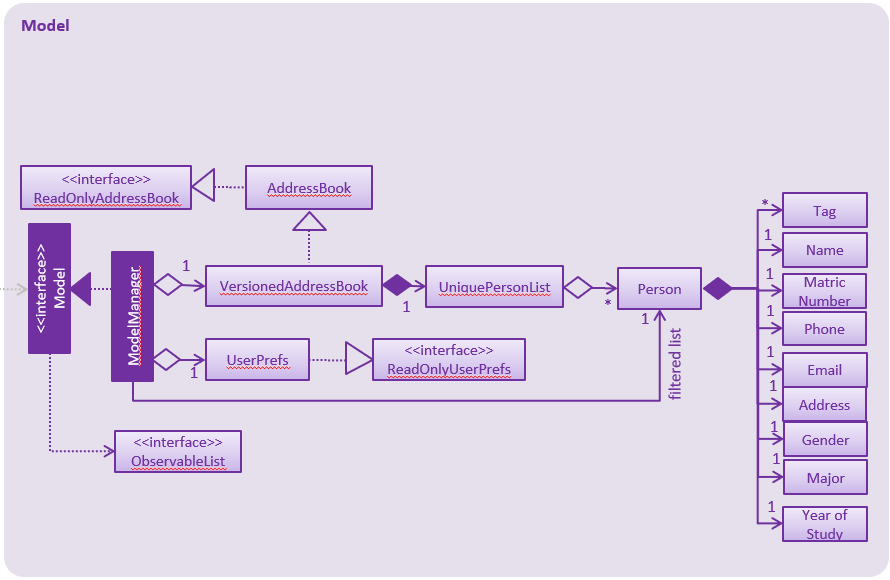 Model
<<interface>>
ReadOnlyAddressBook
AddressBook
<<interface>>
Model
ModelManager
1
VersionedAddressBook
1
UniquePersonList
*
Person
1
filtered list
1
UserPrefs
<<interface>>
ReadOnlyUserPrefs
<<interface>>
ObservableList
*
Tag
1
Name
1
Matric
Number
1
Phone
1
Email
1
Address
1
Gender
1
Major
1
Year of
Study